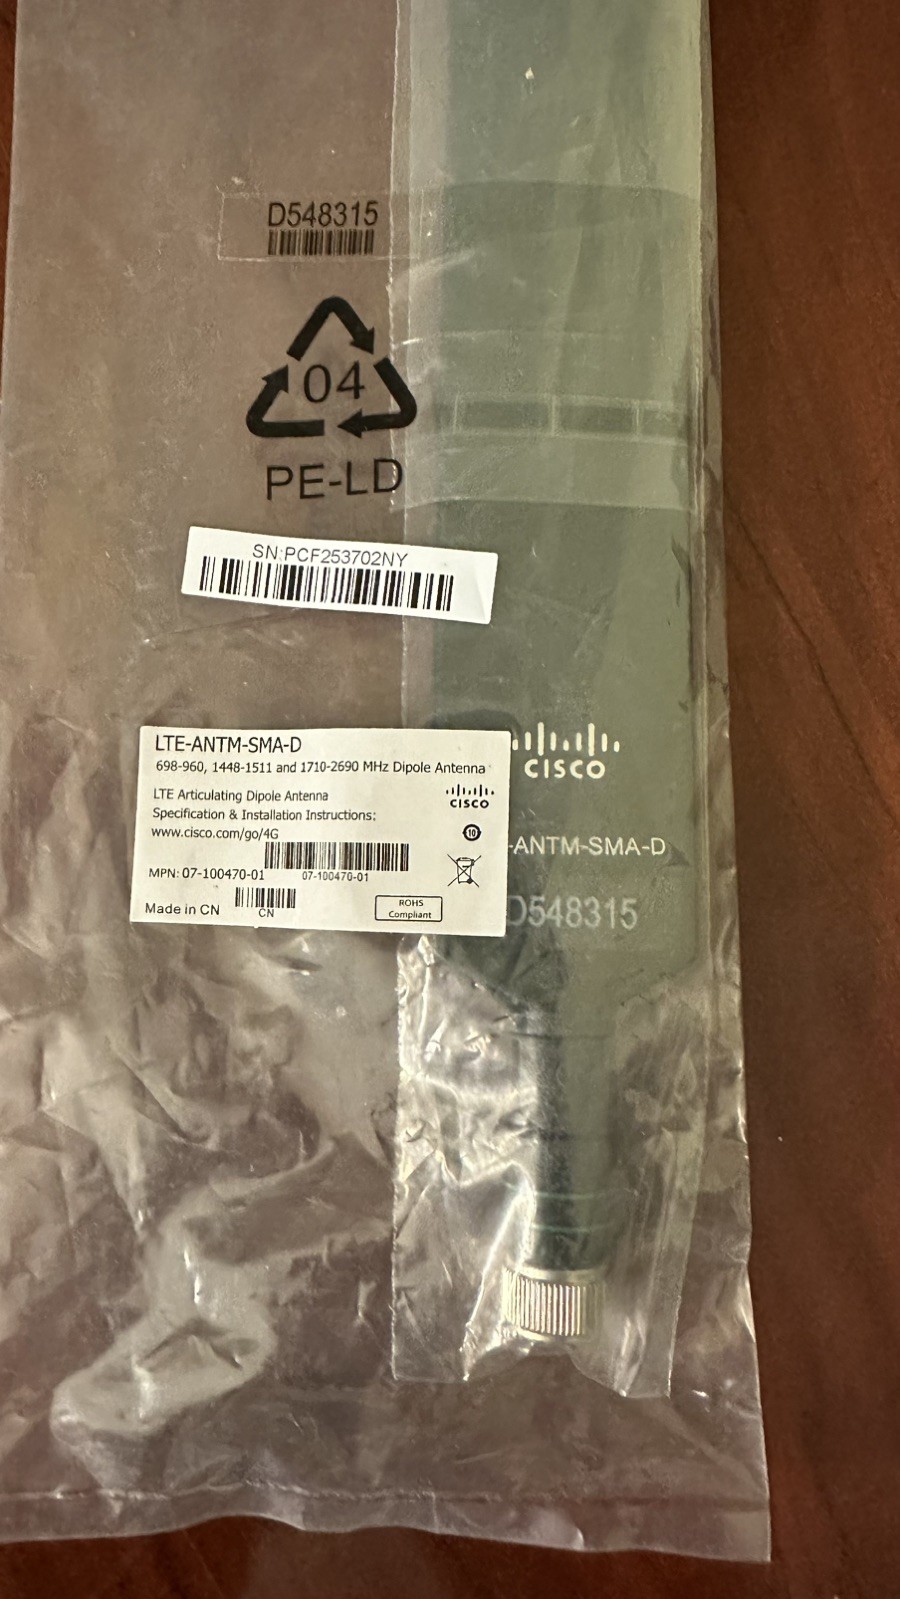 D548315
04
PE-LD
SN:PCF253702NY
LTE-ANTM-SMA-D
698-960, 1448-1511 and 1710-2690 MHz Dipole Antenna
LTE Articulating Dipole Antenna
CISCO
Specification & Installation Instructions:
www.cisco.com/go/4G
10
MPN: 07-100470-01
07-100470-01
Made in CN
CN
ROHS
Compliant
CISCO
-ANTM-SMA-D
D548315